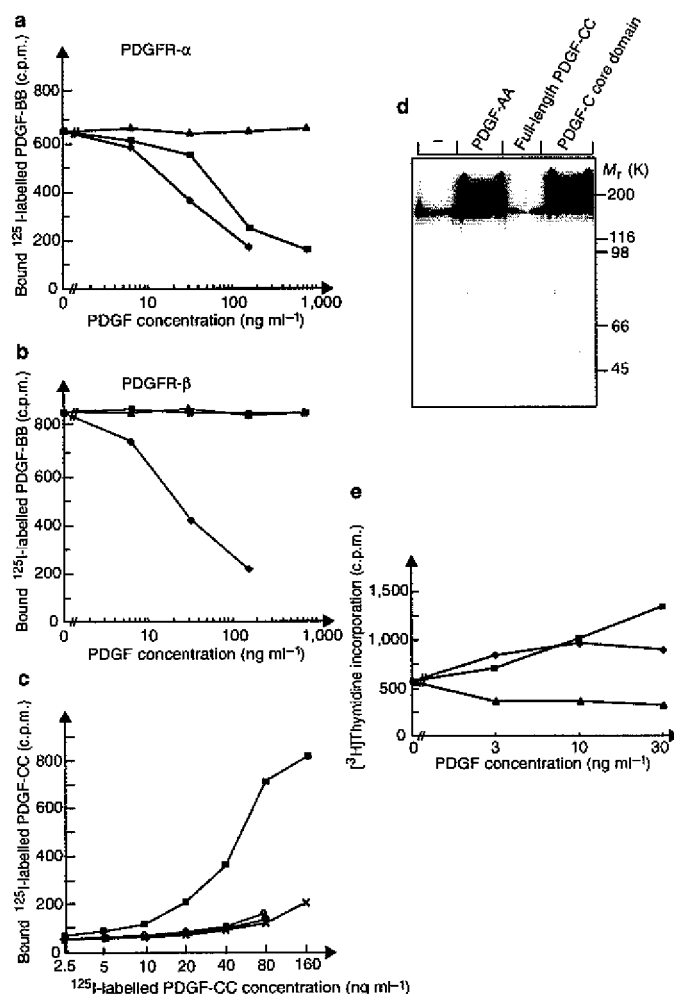 a
PDGFR-α
Bound ¹²⁵I-labelled PDGF-BB (c.p.m.)
800
600
400
200
0
0 10 100 1,000
PDGF concentration (ng ml⁻¹)
b
PDGFR-β
Bound ¹²⁵I-labelled PDGF-BB (c.p.m.)
800
600
400
200
0
0 10 100 1,000
PDGF concentration (ng ml⁻¹)
c
Bound ¹²⁵I-labelled PDGF-CC (c.p.m.)
800
600
400
200
0
2.5 5 10 20 40 80 160
¹²⁵I-labelled PDGF-CC concentration (ng ml⁻¹)
d
–
PDGF-AA
Full-length PDGF-CC
PDGF-C core domain
Mᵣ (K)
200
116
98
66
45
e
[³H]Thymidine incorporation (c.p.m.)
1,500
1,000
500
0
0 3 10 30
PDGF concentration (ng ml⁻¹)